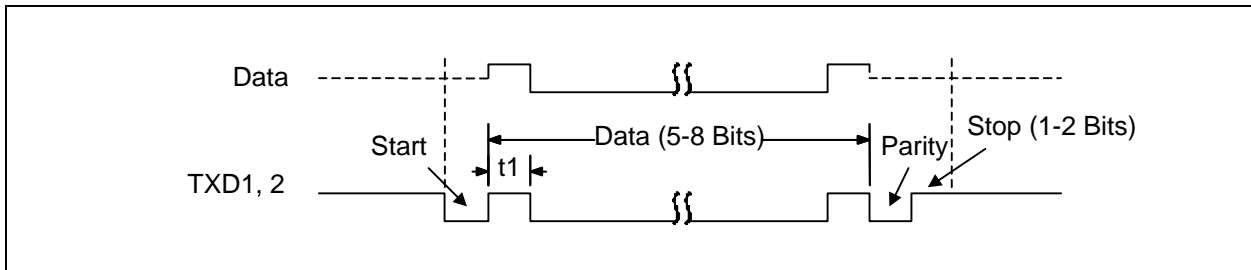 Data
Data (5-8 Bits)
Stop (1-2 Bits)
Start
Parity
t1
TXD1, 2